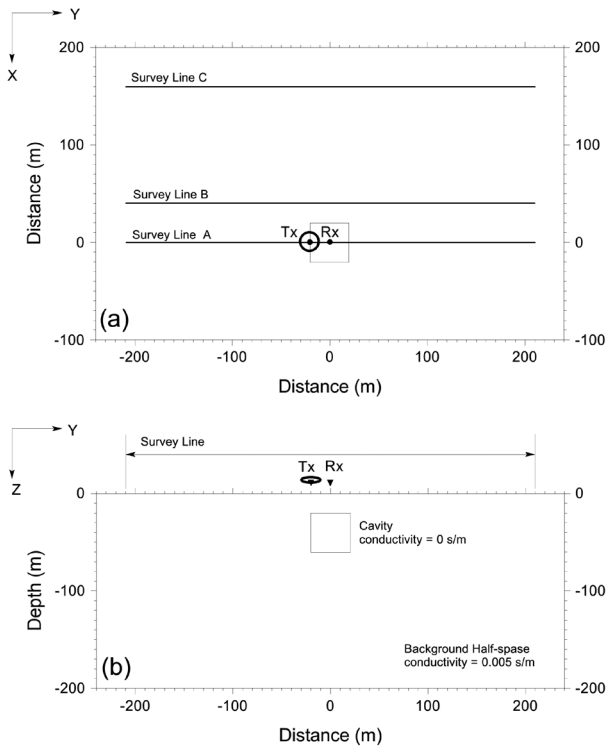 Y
X
200
200
Survey Line C
100
100
Survey Line B
Tx
Rx
Survey Line A
0
0
(a)
-100
-100
-200
-100
0
100
200
Distance (m)
Distance (m)
Y
Z
Survey Line
Tx
Rx
0
0
Cavity
conductivity = 0 s/m
-100
-100
Depth (m)
Background Half-spase
conductivity = 0.005 s/m
(b)
-200
-200
-200
-100
0
100
200
Distance (m)